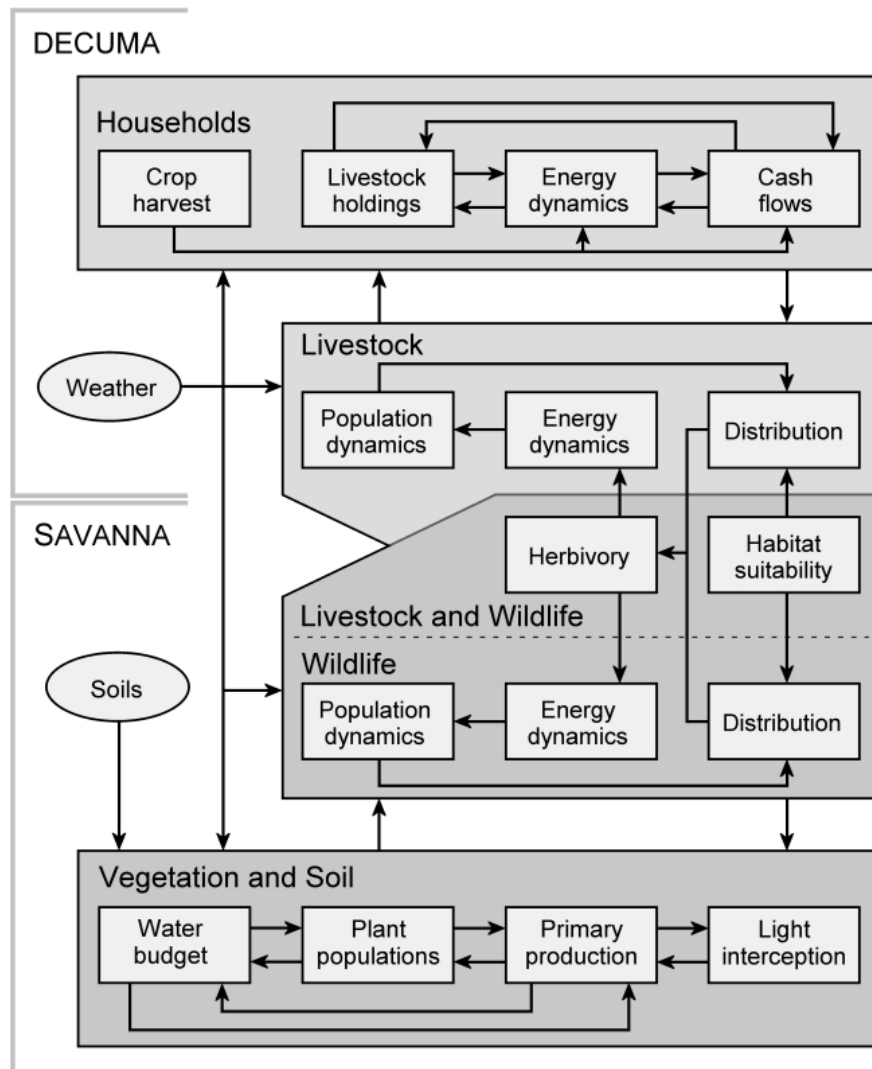 DECUMA
Households
Crop
harvest
Livestock
holdings
Energy
dynamics
Cash
flows
Livestock
Weather
Population
dynamics
Energy
dynamics
Distribution
SAVANNA
Herbivory
Habitat
suitability
Livestock and Wildlife
Wildlife
Soils
Population
dynamics
Energy
dynamics
Distribution
Vegetation and Soil
Water
budget
Plant
populations
Primary
production
Light
interception